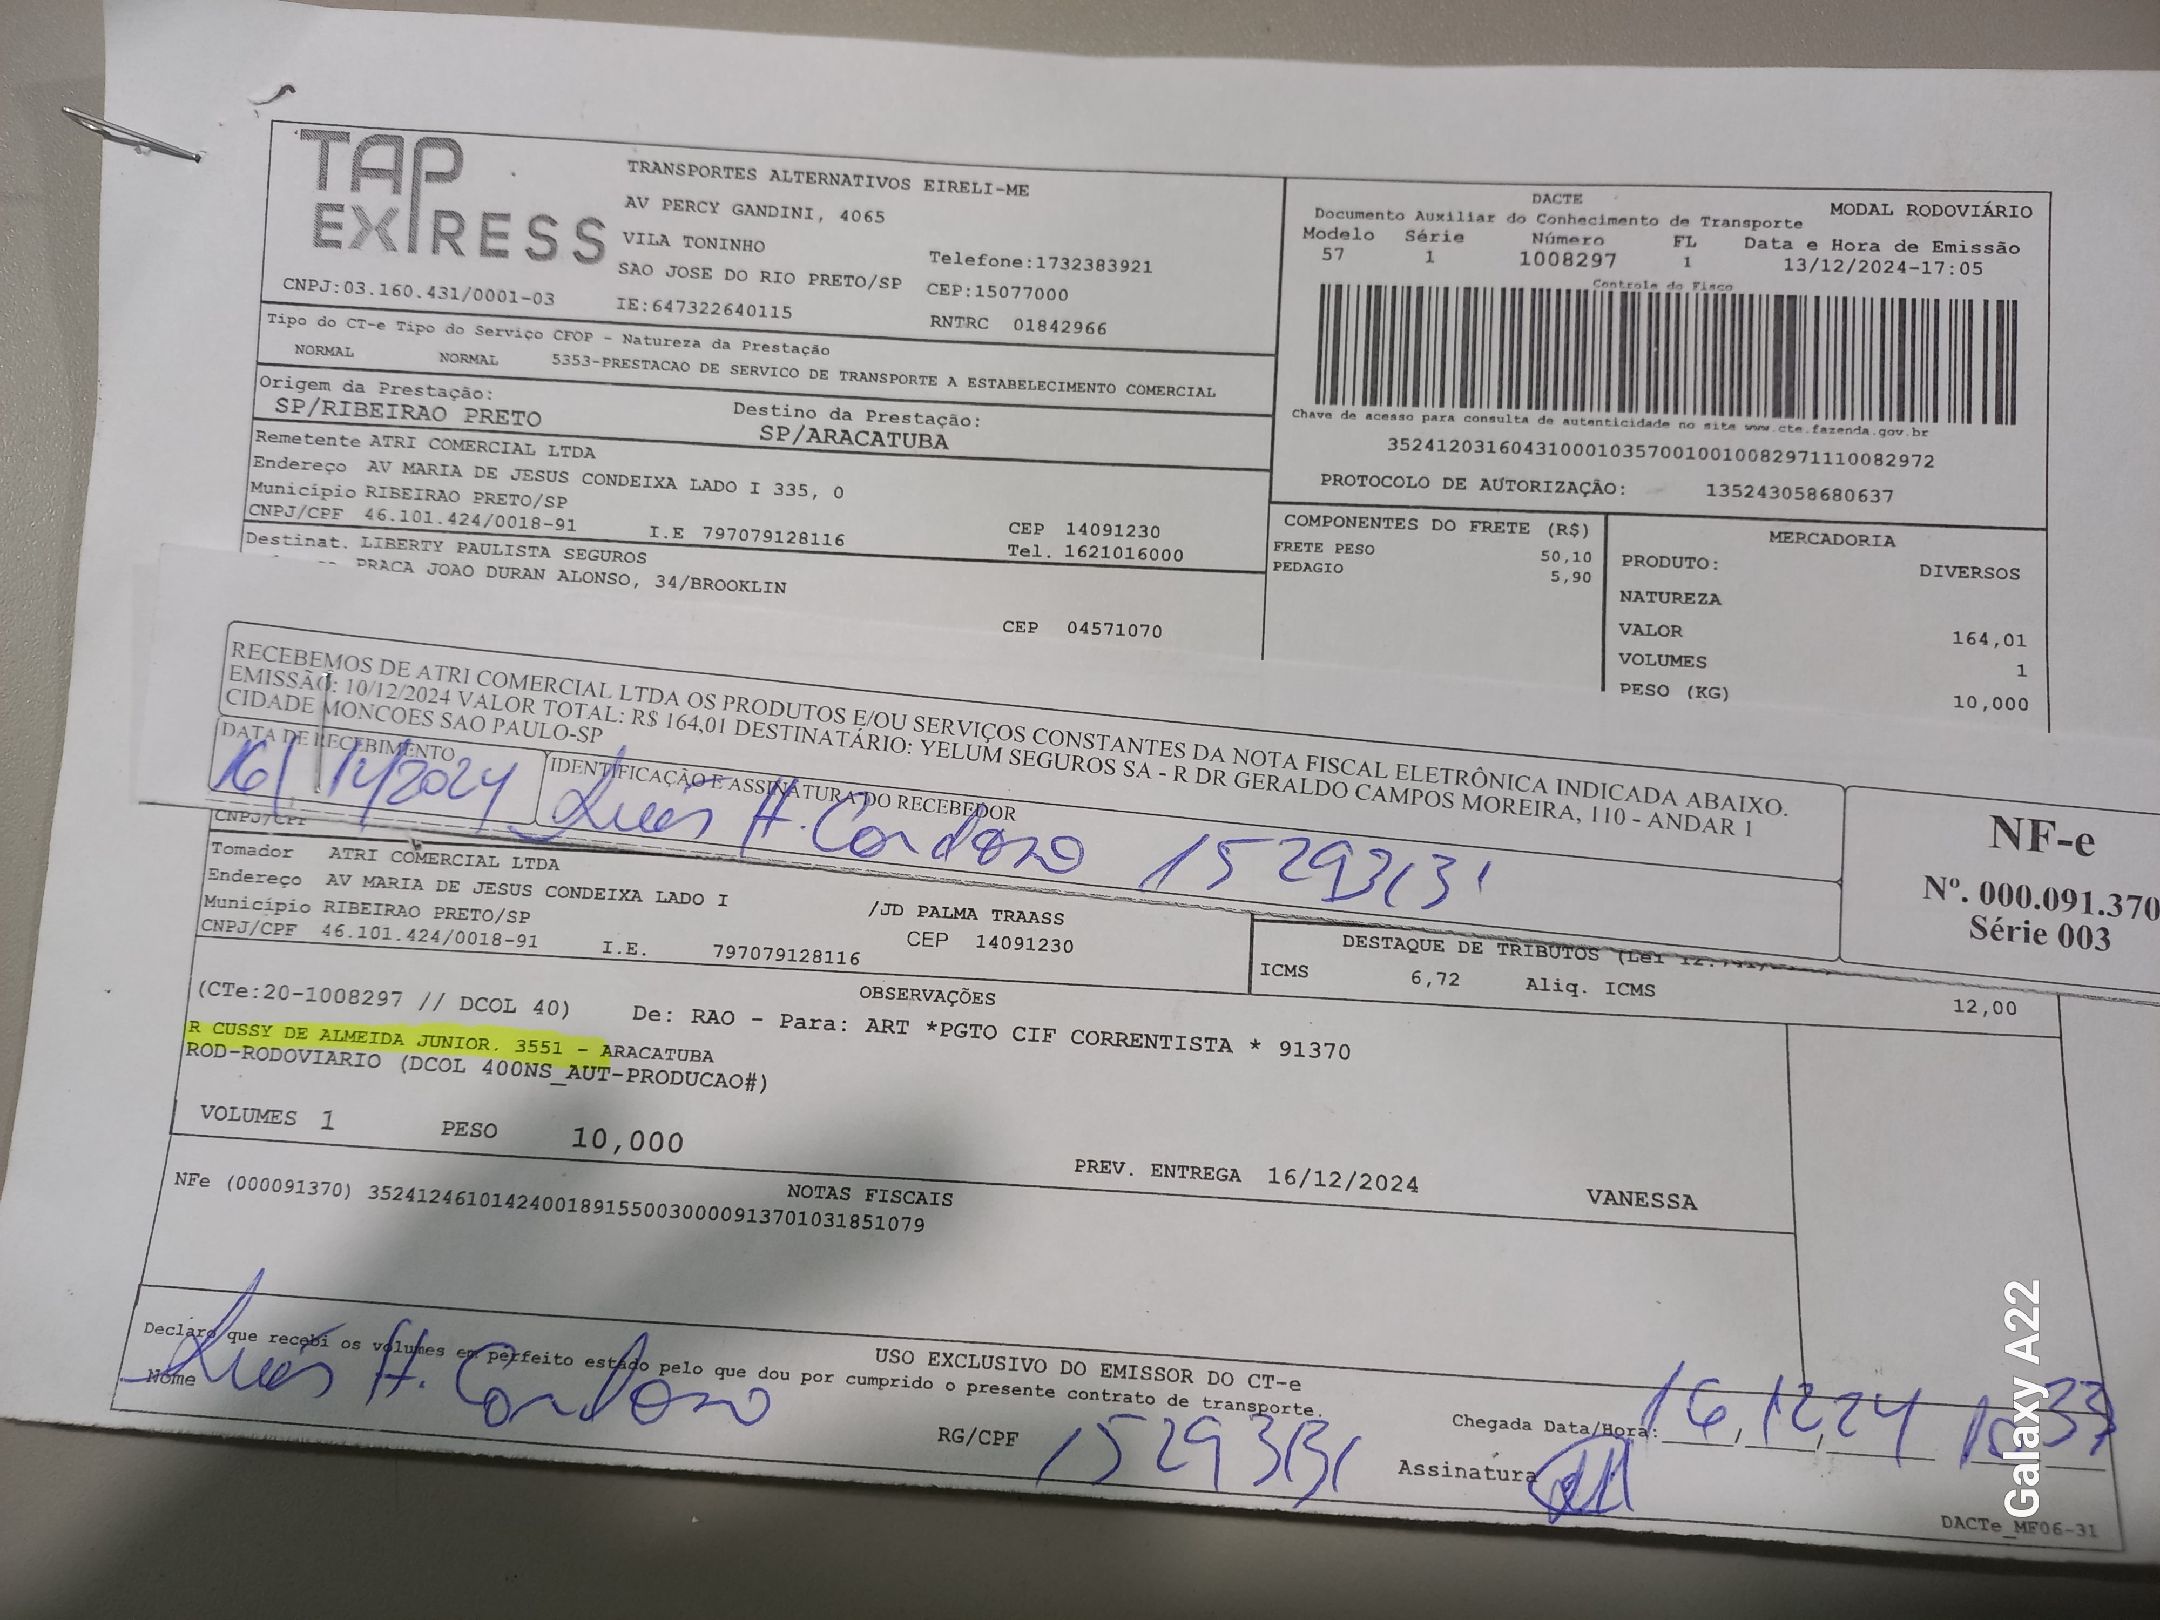 TAP
EXPRESS
TRANSPORTES ALTERNATIVOS EIRELI-ME
AV PERCY GANDINI, 4065
VILA TONINHO
Telefone:1732383921
SAO JOSE DO RIO PRETO/SP CEP:15077000
CNPJ:03.160.431/0001-03 IE:647322640115 RNTRC 01842966
DACTE
MODAL RODOVIÁRIO
Documento Auxiliar do Conhecimento de Transporte
Modelo Série Número FL Data e Hora de Emissão
57 1 1008297 1 13/12/2024-17:05
Controle do Fisco
Tipo do CT-e Tipo do Serviço CFOP - Natureza da Prestação
NORMAL NORMAL 5353-PRESTACAO DE SERVICO DE TRANSPORTE A ESTABELECIMENTO COMERCIAL
Origem da Prestação: Destino da Prestação:
SP/RIBEIRAO PRETO SP/ARACATUBA
Chave de acesso para consulta de autenticidade no site www.cte.fazenda.gov.br
35241203160431000103570010010082971110082972
PROTOCOLO DE AUTORIZAÇÃO: 135243058680637
Remetente ATRI COMERCIAL LTDA
Endereço AV MARIA DE JESUS CONDEIXA LADO I 335, 0
Município RIBEIRAO PRETO/SP CEP 14091230
CNPJ/CPF 46.101.424/0018-91 I.E 797079128116 Tel. 1621016000
Destinat. LIBERTY PAULISTA SEGUROS
PRACA JOAO DURAN ALONSO, 34/BROOKLIN
CEP 04571070
COMPONENTES DO FRETE (R$)
FRETE PESO 50,10
PEDAGIO 5,90
MERCADORIA
PRODUTO: DIVERSOS
NATUREZA
VALOR 164,01
VOLUMES 1
PESO (KG) 10,000
RECEBEMOS DE ATRI COMERCIAL LTDA OS PRODUTOS E/OU SERVIÇOS CONSTANTES DA NOTA FISCAL ELETRÔNICA INDICADA ABAIXO.
EMISSÃO: 10/12/2024 VALOR TOTAL: R$ 164,01 DESTINATÁRIO: YELUM SEGUROS SA - R DR GERALDO CAMPOS MOREIRA, 110 - ANDAR 1
CIDADE MONCOES SAO PAULO-SP
DATA DE RECEBIMENTO IDENTIFICAÇÃO E ASSINATURA DO RECEBEDOR
16/12/2024 Luis H. Cardozo
NF-e
Nº. 000.091.370
Série 003
CNPJ/CPF
Tomador ATRI COMERCIAL LTDA
Endereço AV MARIA DE JESUS CONDEIXA LADO I /JD PALMA TRAASS
Município RIBEIRAO PRETO/SP CEP 14091230
CNPJ/CPF 46.101.424/0018-91 I.E. 797079128116
DESTAQUE DE TRIBUTOS (Lei
ICMS 6,72 Aliq. ICMS 12,00
OBSERVAÇÕES
(CTe:20-1008297 // DCOL 40) De: RAO - Para: ART *PGTO CIF CORRENTISTA * 91370
R CUSSY DE ALMEIDA JUNIOR. 3551 - ARACATUBA
ROD-RODOVIARIO (DCOL 400NS_AUT-PRODUCAO#)
VOLUMES 1 PESO 10,000 PREV. ENTREGA 16/12/2024 VANESSA
NOTAS FISCAIS
NFe (000091370) 35241246101424001891550030000913701031851079
USO EXCLUSIVO DO EMISSOR DO CT-e
Declaro que recebi os volumes em perfeito estado pelo que dou por cumprido o presente contrato de transporte.
Nome Luis H. Cardozo RG/CPF
Chegada Data/Hora: 16,12,24
Assinatura
DACTe_MF06-31
Galaxy A22